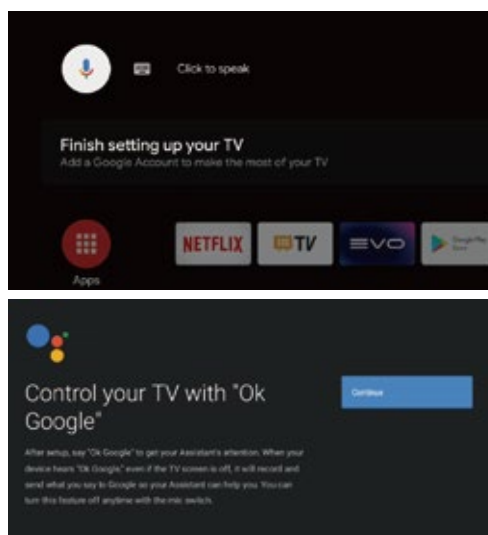 Click to speak
Finish setting up your TV
Add a Google Account to make the most of your TV
NETFLIX
TV
EVO
Google Play
Store
Apps
Control your TV with "Ok
Google"
Continue
After setup, say "Ok Google" to get your Assistant's attention. When your
device hears "Ok Google," even if the TV screen is off, it will record and
send what you say to Google so your Assistant can help you. You can
turn this feature off anytime with the mic switch.